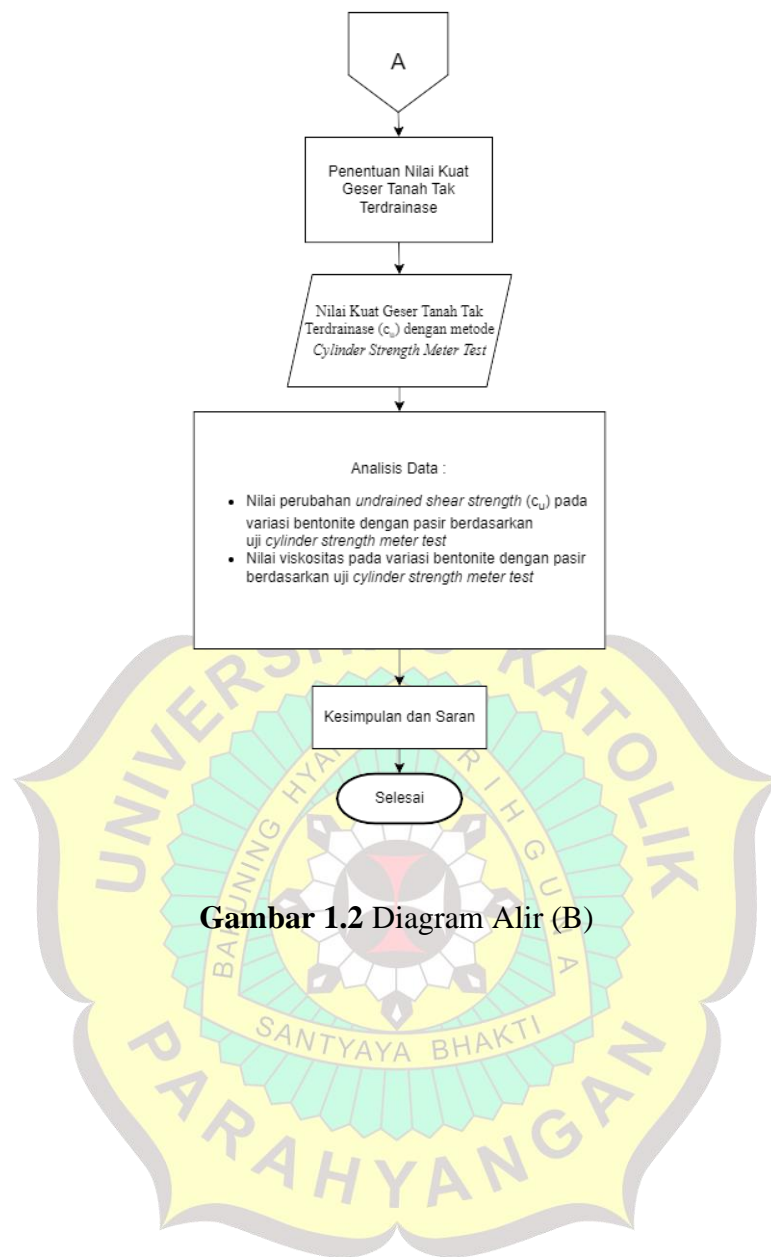 A
Penentuan Nilai Kuat
Geser Tanah Tak
Terdrainase
Nilai Kuat Geser Tanah Tak
Terdrainase (cᵤ) dengan metode
Cylinder Strength Meter Test
Analisis Data :
• Nilai perubahan undrained shear strength (cᵤ) pada
variasi bentonite dengan pasir berdasarkan
uji cylinder strength meter test
• Nilai viskositas pada variasi bentonite dengan pasir
berdasarkan uji cylinder strength meter test
Kesimpulan dan Saran
Selesai
Gambar 1.2 Diagram Alir (B)
KATOLIK
PARAHYANGAN
SANTYAYA BHAKTI